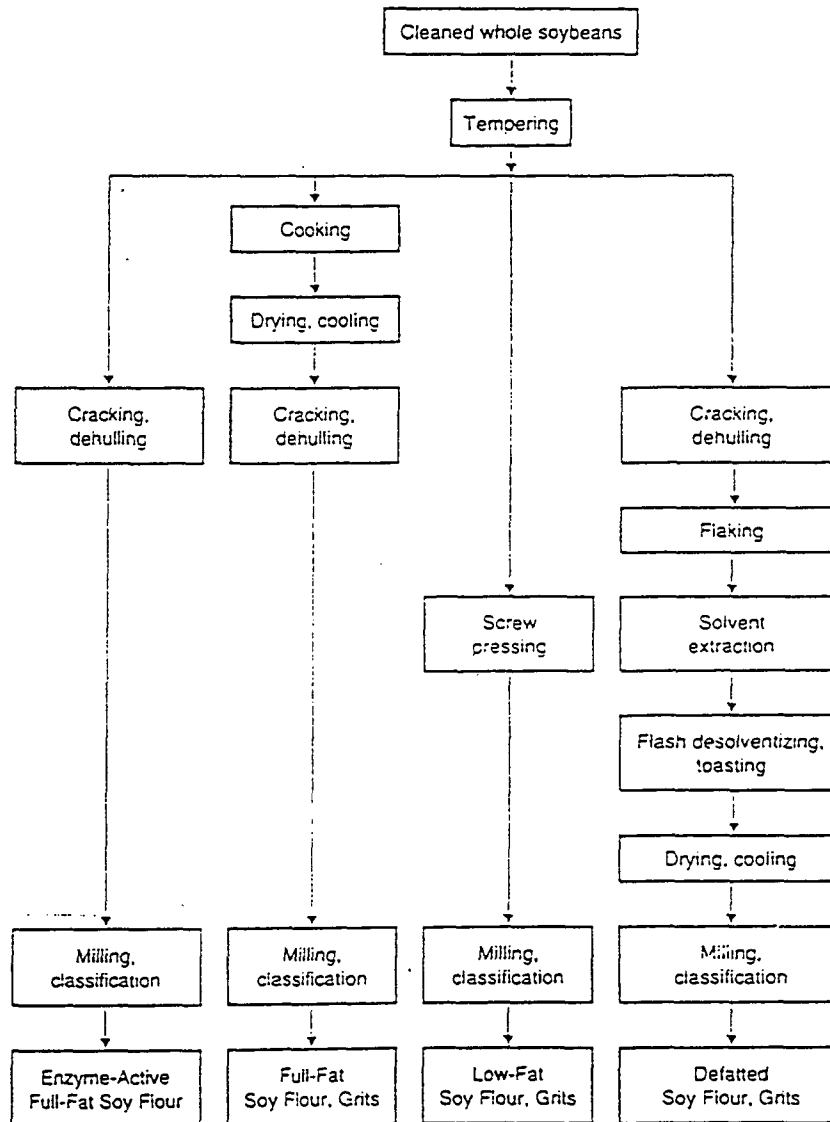 Cleaned whole soybeans
Tempering
Cooking
Drying, cooling
Cracking,
dehulling
Cracking,
dehulling
Cracking,
dehulling
Flaking
Screw
pressing
Solvent
extraction
Flash desolventizing,
toasting
Drying, cooling
Milling,
classification
Milling,
classification
Milling,
classification
Milling,
classification
Enzyme-Active
Full-Fat Soy Flour
Full-Fat
Soy Flour, Grits
Low-Fat
Soy Flour, Grits
Defatted
Soy Flour, Grits